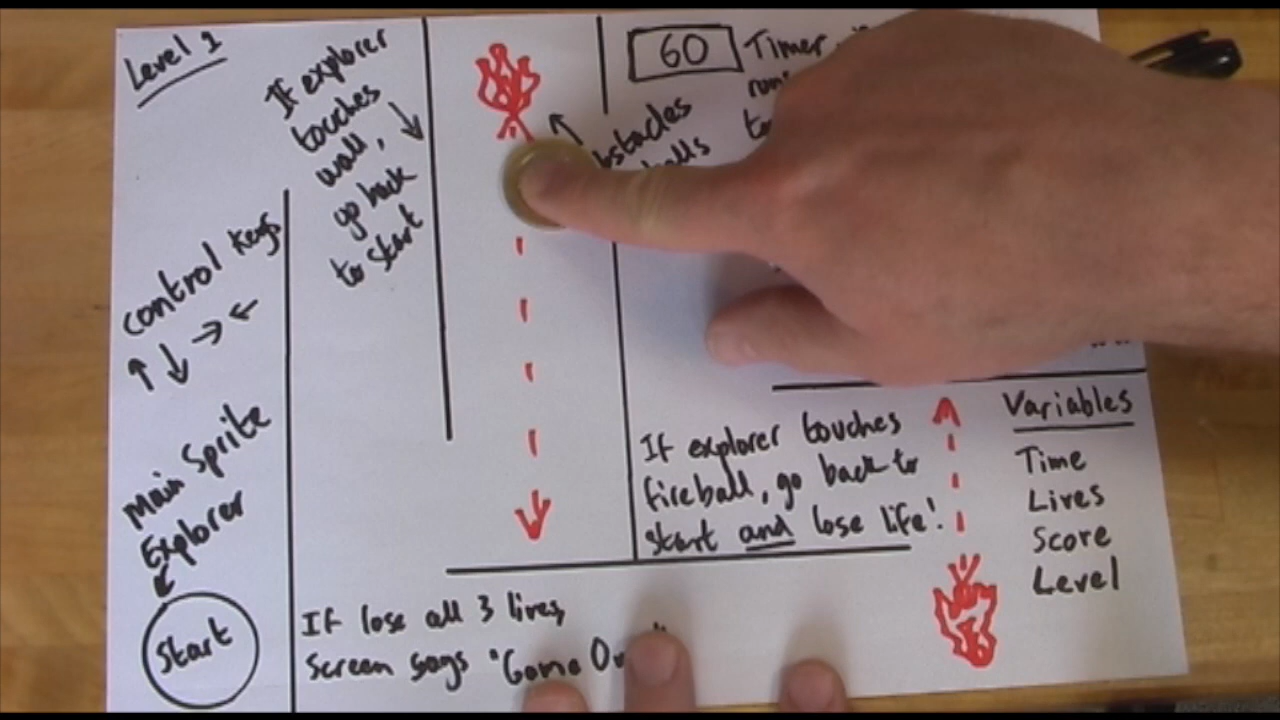 Level 1
If explorer
touches
wall,
go back
to start
60
Timer
control keys
Main Sprite
Explorer
Start
If explorer touches
fireball, go back to
start and lose life!
Variables
Time
Lives
Score
Level
If lose all 3 lives,
screen says "Game